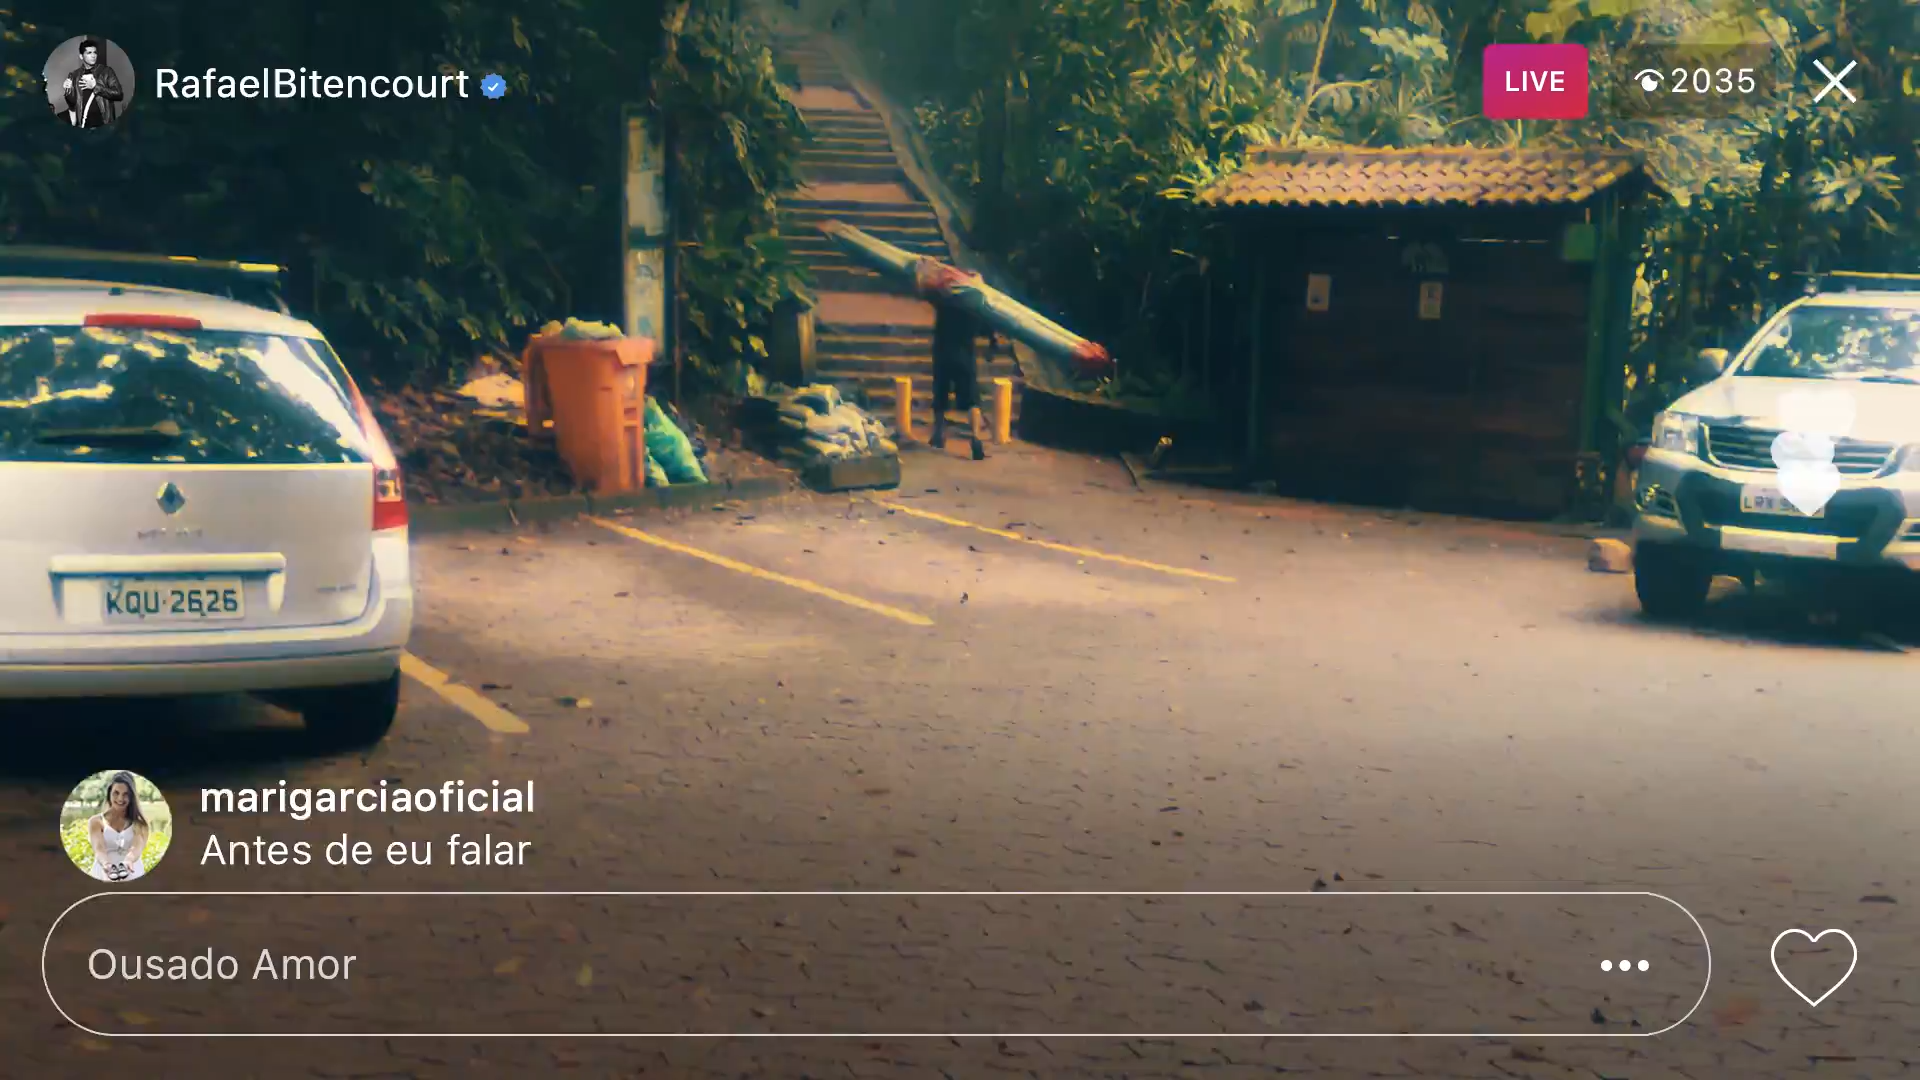 RafaelBitencourt
LIVE
2035
KQU·2626
marigarciaoficial
Antes de eu falar
Ousado Amor